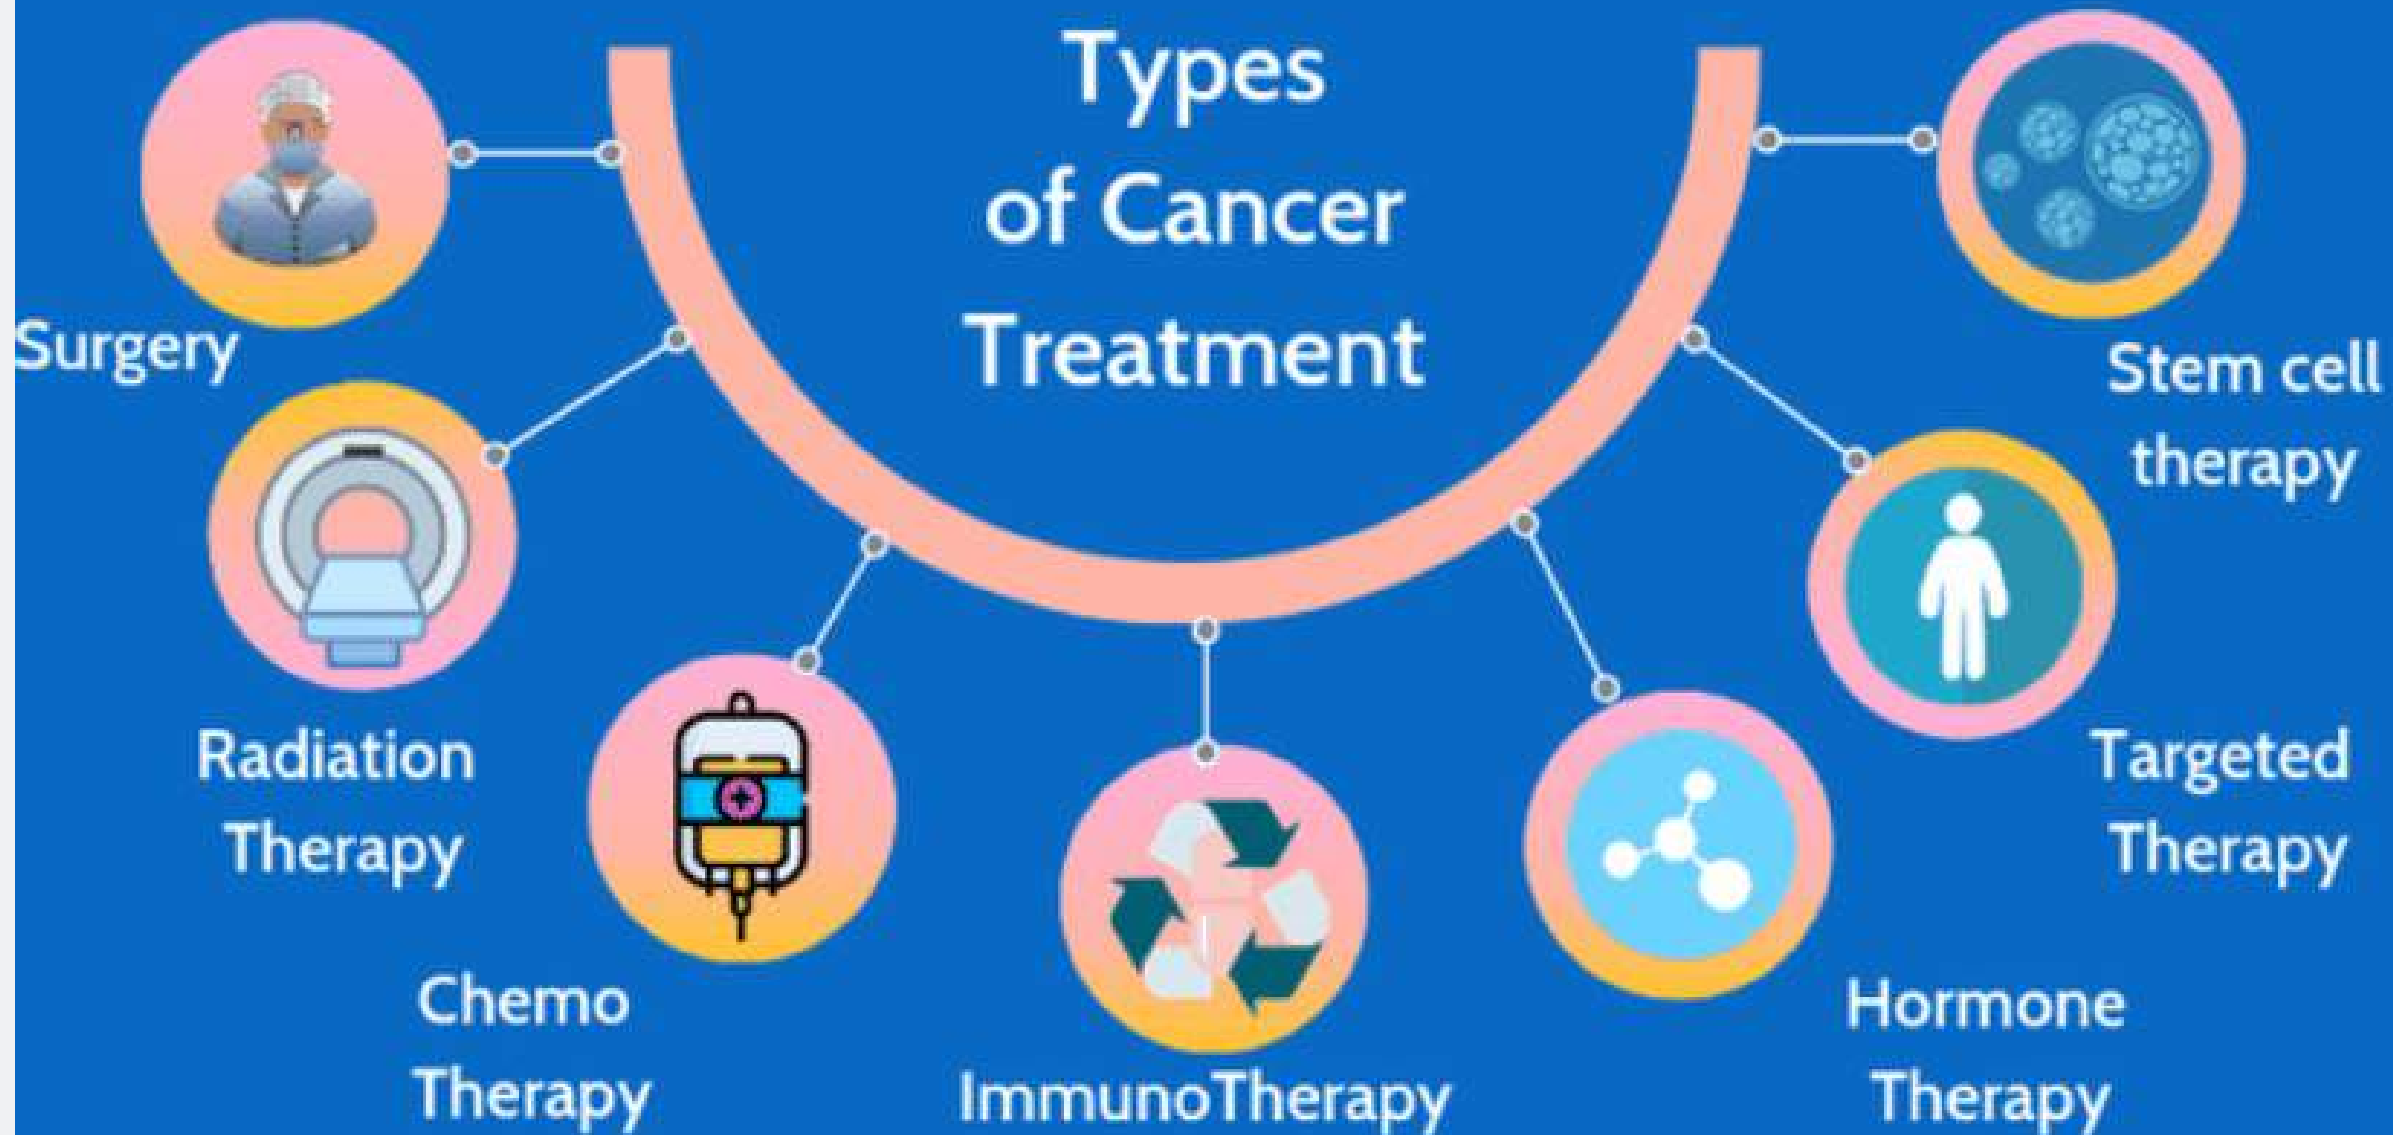 Types
of Cancer
Treatment
Surgery
Radiation
Therapy
Chemo
Therapy
ImmunoTherapy
Hormone
Therapy
Targeted
Therapy
Stem cell
therapy